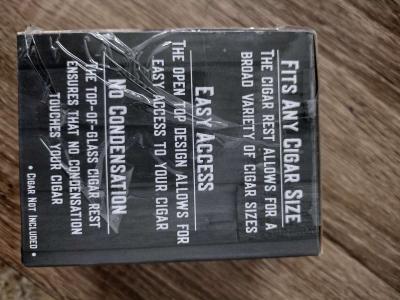 FITS ANY CIGAR SIZE
THE CIGAR REST ALLOWS FOR A
BROAD VARIETY OF CIGAR SIZES
EASY ACCESS
THE OPEN TOP DESIGN ALLOWS FOR
EASY ACCESS TO YOUR CIGAR
NO CONDENSATION
THE TOP-OF-GLASS CIGAR REST
ENSURES THAT NO CONDENSATION
TOUCHES YOUR CIGAR
• CIGAR NOT INCLUDED •